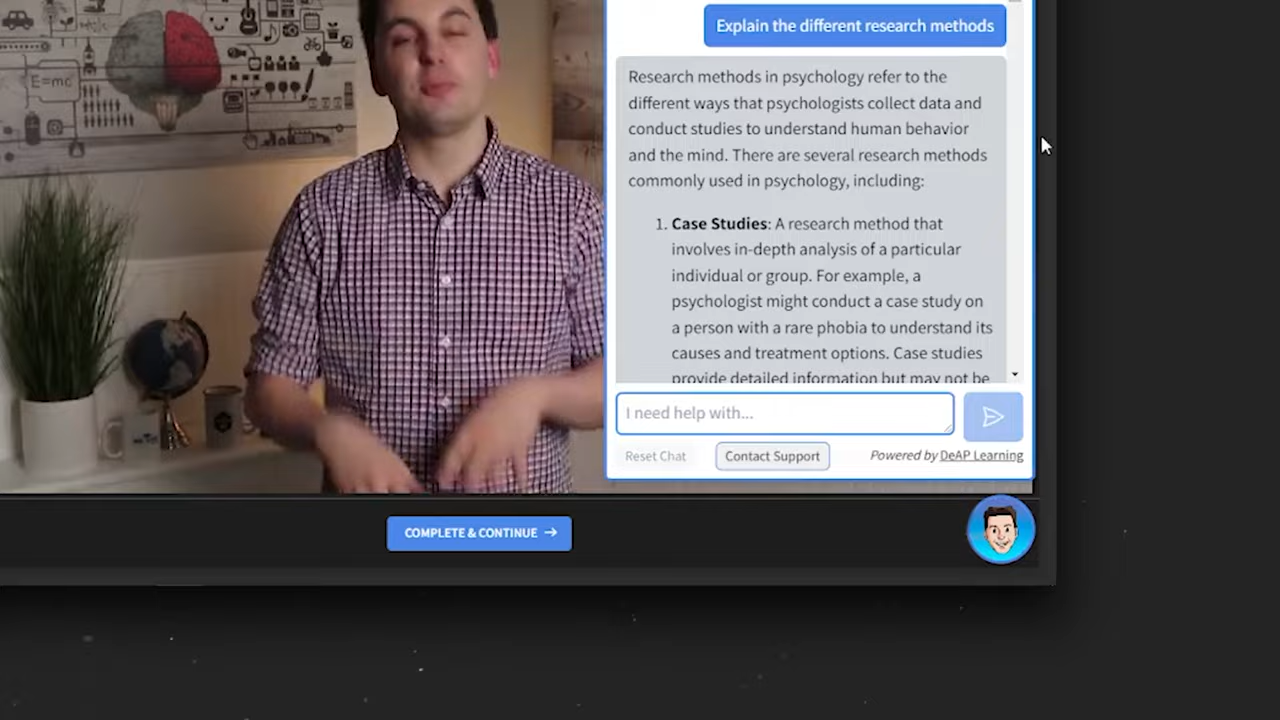 E=mc²
Explain the different research methods
Research methods in psychology refer to the
different ways that psychologists collect data and
conduct studies to understand human behavior
and the mind. There are several research methods
commonly used in psychology, including:
1. Case Studies: A research method that
involves in-depth analysis of a particular
individual or group. For example, a
psychologist might conduct a case study on
a person with a rare phobia to understand its
causes and treatment options. Case studies
provide detailed information but may not be
I need help with...
Reset Chat
Contact Support
Powered by DeAP Learning
COMPLETE & CONTINUE →